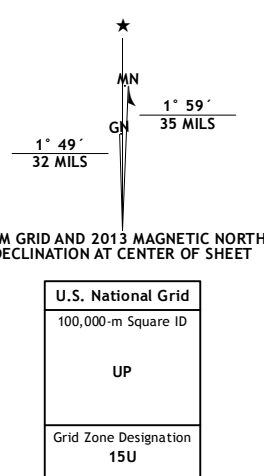 ★
MN
1° 59´
35 MILS
GN
1° 49´
32 MILS
M GRID AND 2013 MAGNETIC NORTH
DECLINATION AT CENTER OF SHEET
U.S. National Grid
100,000-m Square ID
UP
Grid Zone Designation
15U